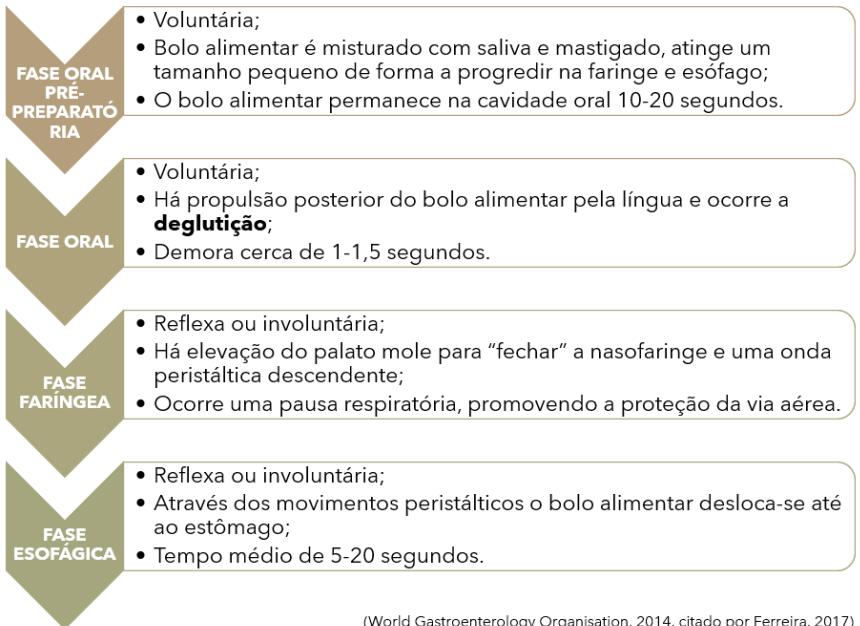 FASE ORAL
PRÉ-
PREPARATÓ
RIA
• Voluntária;
• Bolo alimentar é misturado com saliva e mastigado, atinge um
tamanho pequeno de forma a progredir na faringe e esófago;
• O bolo alimentar permanece na cavidade oral 10-20 segundos.
FASE ORAL
• Voluntária;
• Há propulsão posterior do bolo alimentar pela língua e ocorre a
deglutição;
• Demora cerca de 1-1,5 segundos.
FASE
FARÍNGEA
• Reflexa ou involuntária;
• Há elevação do palato mole para “fechar” a nasofaringe e uma onda
peristáltica descendente;
• Ocorre uma pausa respiratória, promovendo a proteção da via aérea.
FASE
ESOFÁGICA
• Reflexa ou involuntária;
• Através dos movimentos peristálticos o bolo alimentar desloca-se até
ao estômago;
• Tempo médio de 5-20 segundos.
(World Gastroenterology Organisation, 2014, citado por Ferreira, 2017)